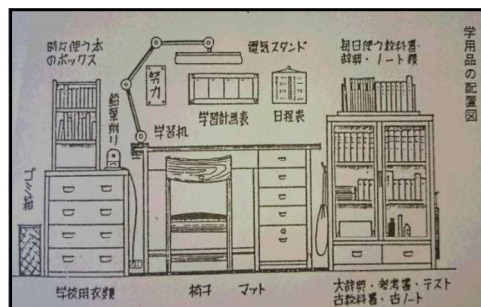 学用品の配置図
毎日使う教科書・
辞典・ノート類
電気スタンド
時々使う本
のボックス
努力
鉛筆削り
学習計画表
日程表
学習机
学校用衣類
椅子
マット
大辞典・参考書・テスト
古教科書・古ノート